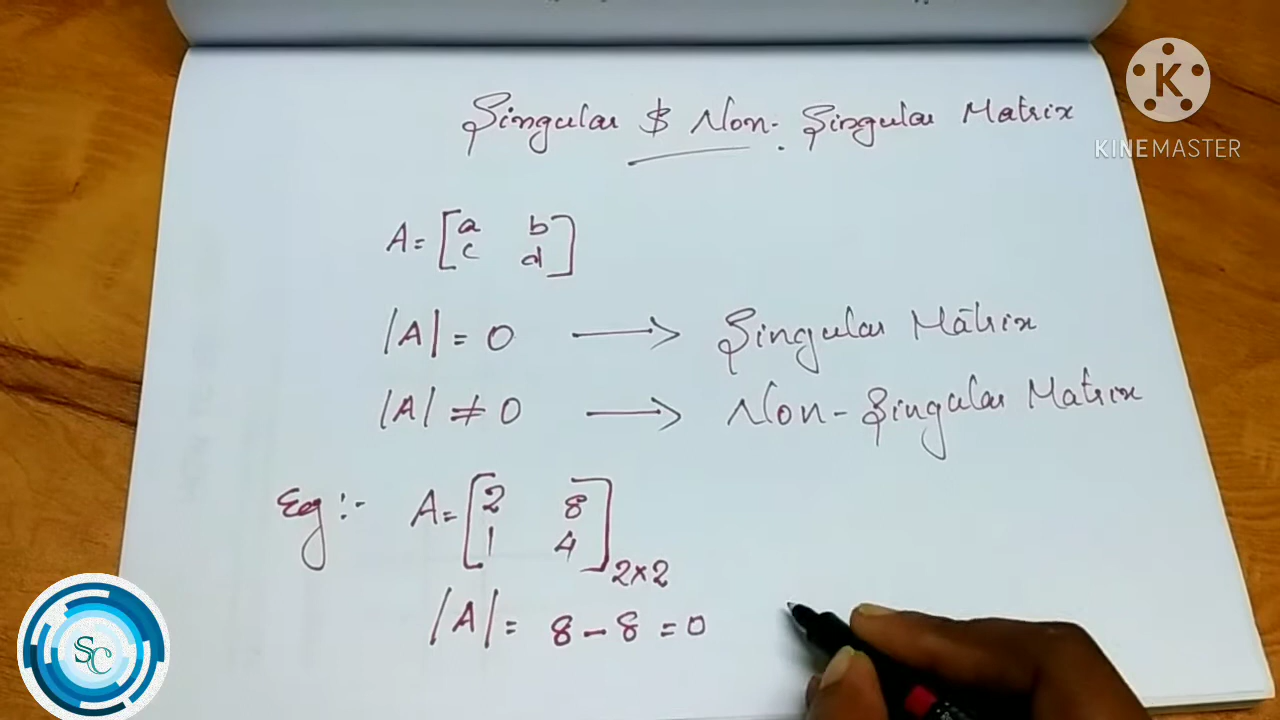 Singular $ Non-Singular Matrix
K
KINEMASTER
A = [a b
c d]
|A| = 0 → Singular Matrix
|A| ≠ 0 → Non-Singular Matrix
Eg :- A = [2 8
1 4] 2×2
|A| = 8 - 8 = 0
SC